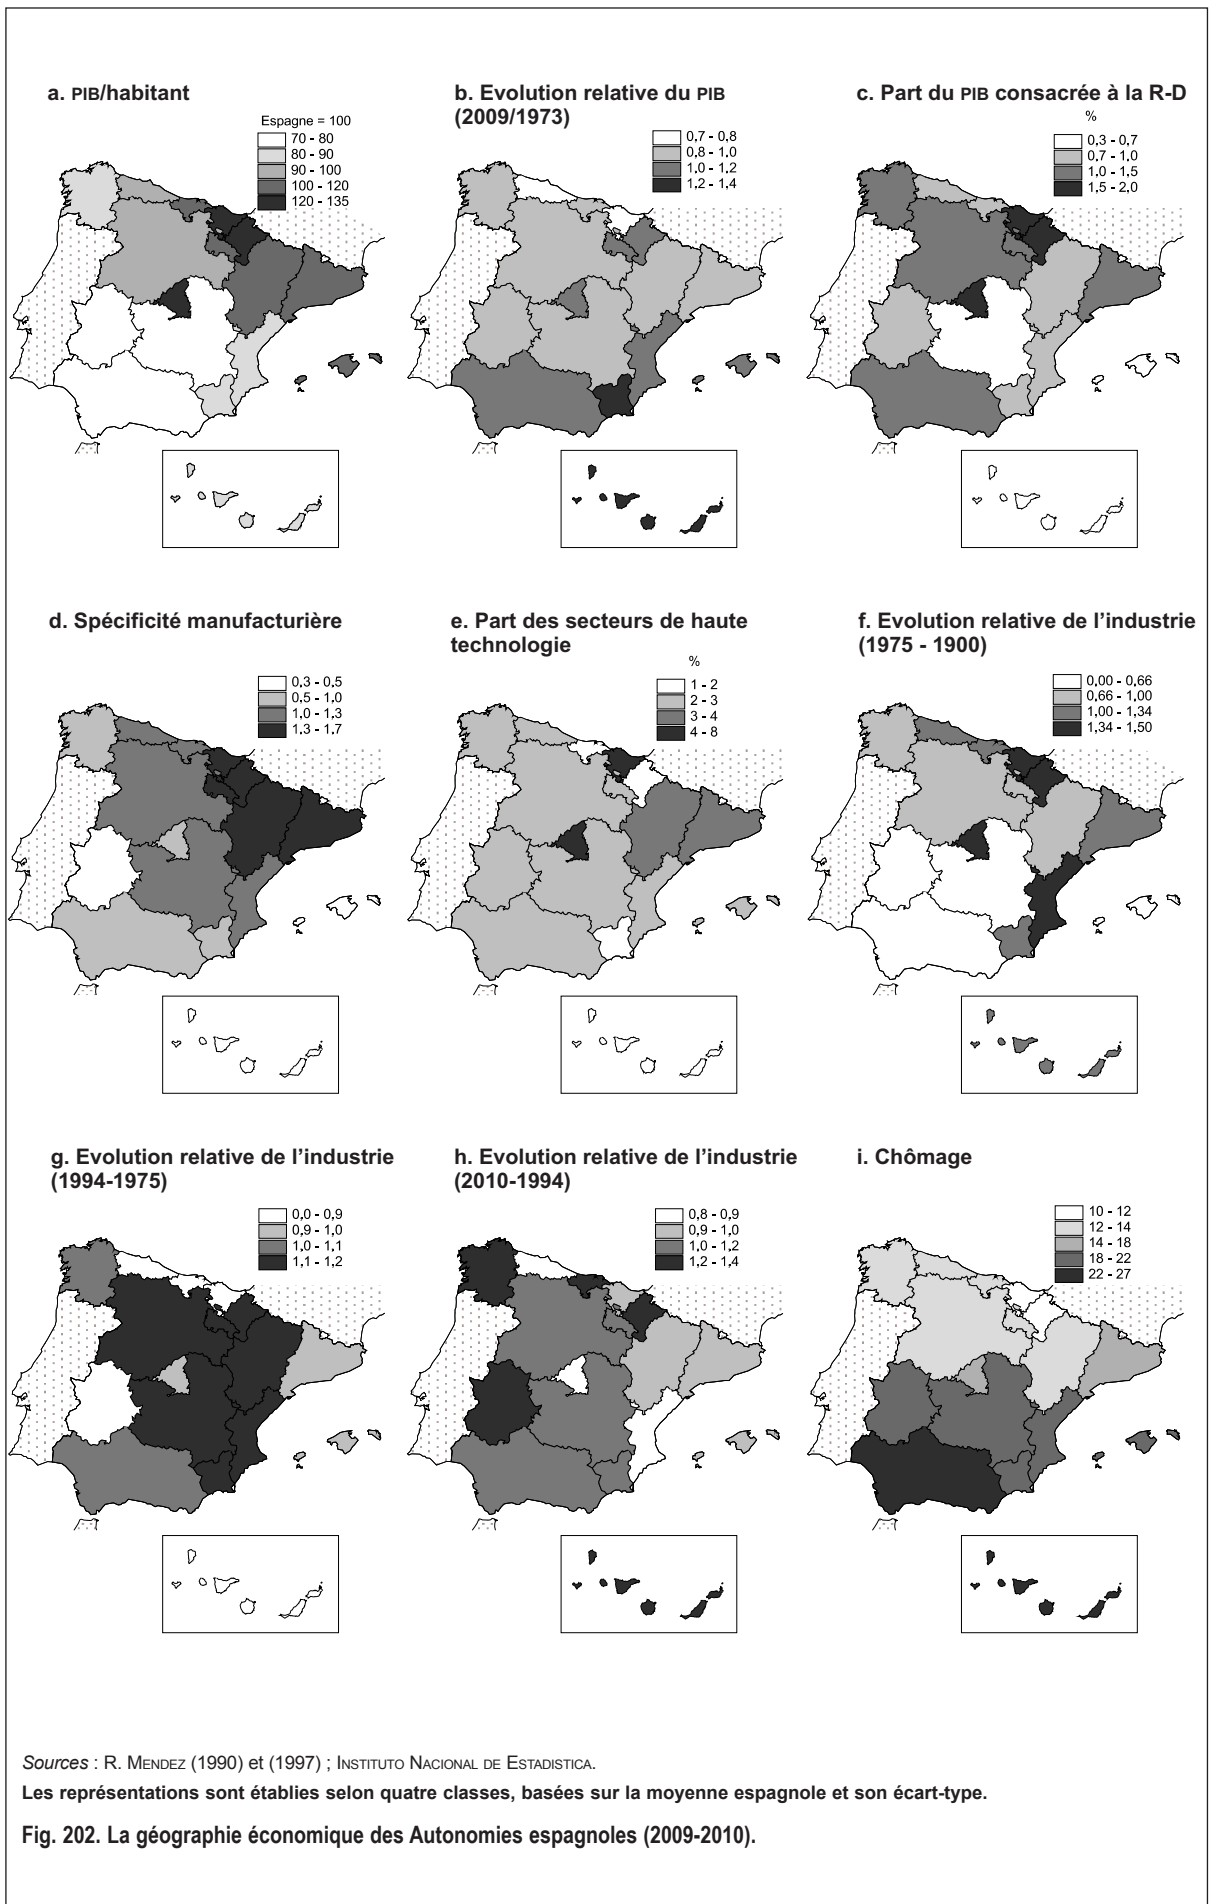 a. PIB/habitant
Espagne = 100
70 - 80
80 - 90
90 - 100
100 - 120
120 - 135
b. Evolution relative du PIB
(2009/1973)
0,7 - 0,8
0,8 - 1,0
1,0 - 1,2
1,2 - 1,4
c. Part du PIB consacrée à la R-D
%
0,3 - 0,7
0,7 - 1,0
1,0 - 1,5
1,5 - 2,0
d. Spécificité manufacturière
0,3 - 0,5
0,5 - 1,0
1,0 - 1,3
1,3 - 1,7
e. Part des secteurs de haute
technologie
%
1 - 2
2 - 3
3 - 4
4 - 8
f. Evolution relative de l'industrie
(1975 - 1900)
0,00 - 0,66
0,66 - 1,00
1,00 - 1,34
1,34 - 1,50
g. Evolution relative de l'industrie
(1994-1975)
0,0 - 0,9
0,9 - 1,0
1,0 - 1,1
1,1 - 1,2
h. Evolution relative de l'industrie
(2010-1994)
0,8 - 0,9
0,9 - 1,0
1,0 - 1,2
1,2 - 1,4
i. Chômage
10 - 12
12 - 14
14 - 18
18 - 22
22 - 27
Sources : R. MENDEZ (1990) et (1997) ; INSTITUTO NACIONAL DE ESTADISTICA.
Les représentations sont établies selon quatre classes, basées sur la moyenne espagnole et son écart-type.
Fig. 202. La géographie économique des Autonomies espagnoles (2009-2010).